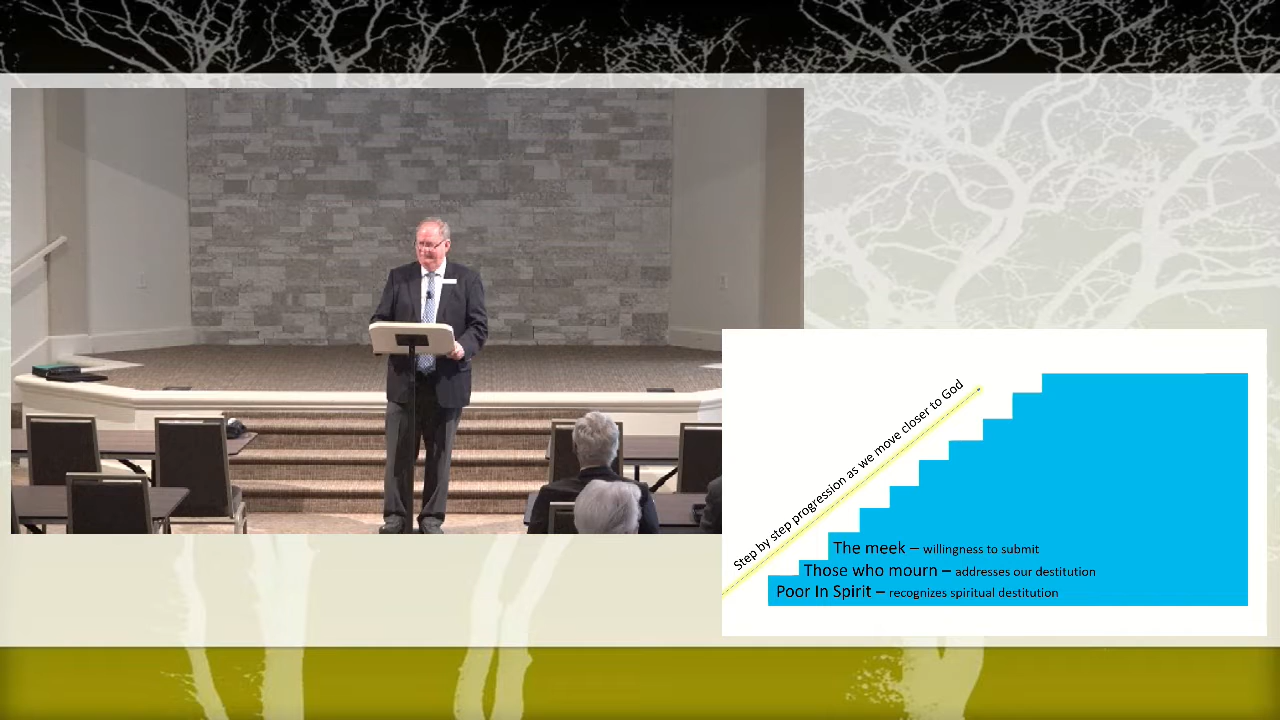 Step by step progression as we move closer to God
The meek – willingness to submit
Those who mourn – addresses our destitution
Poor In Spirit – recognizes spiritual destitution